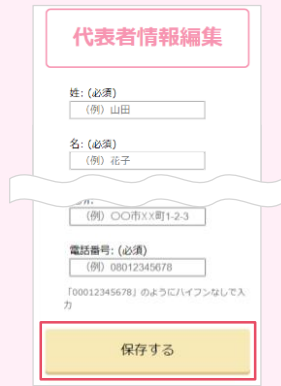 代表者情報編集
姓: (必須)
(例) 山田
名: (必須)
(例) 花子
(例) 〇〇市XX町1-2-3
電話番号: (必須)
(例) 08012345678
「00012345678」のようにハイフンなしで入
力
保存する